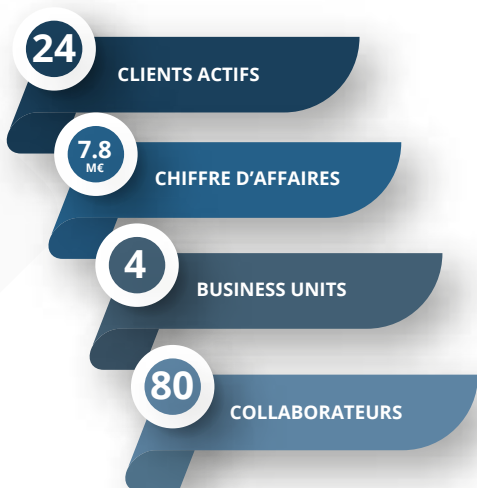 24
CLIENTS ACTIFS
7.8
M€
CHIFFRE D’AFFAIRES
4
BUSINESS UNITS
80
COLLABORATEURS